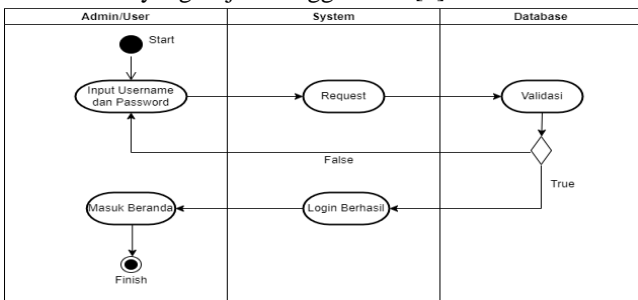 Admin/User System Database
Start
Input Username
dan Password
Request
Validasi
False
True
Masuk Beranda
Login Berhasil
Finish